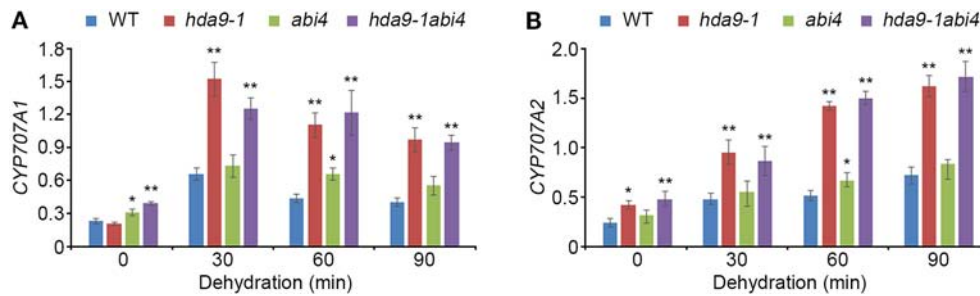 A
WT hda9-1 abi4 hda9-1abi4
CYP707A1
1.8
1.5
1.2
0.9
0.6
0.3
0
* **
** **
** * **
** **
0 30 60 90
Dehydration (min)
B
WT hda9-1 abi4 hda9-1abi4
CYP707A2
2.0
1.5
1.0
0.5
0
* **
** **
** * **
** **
0 30 60 90
Dehydration (min)